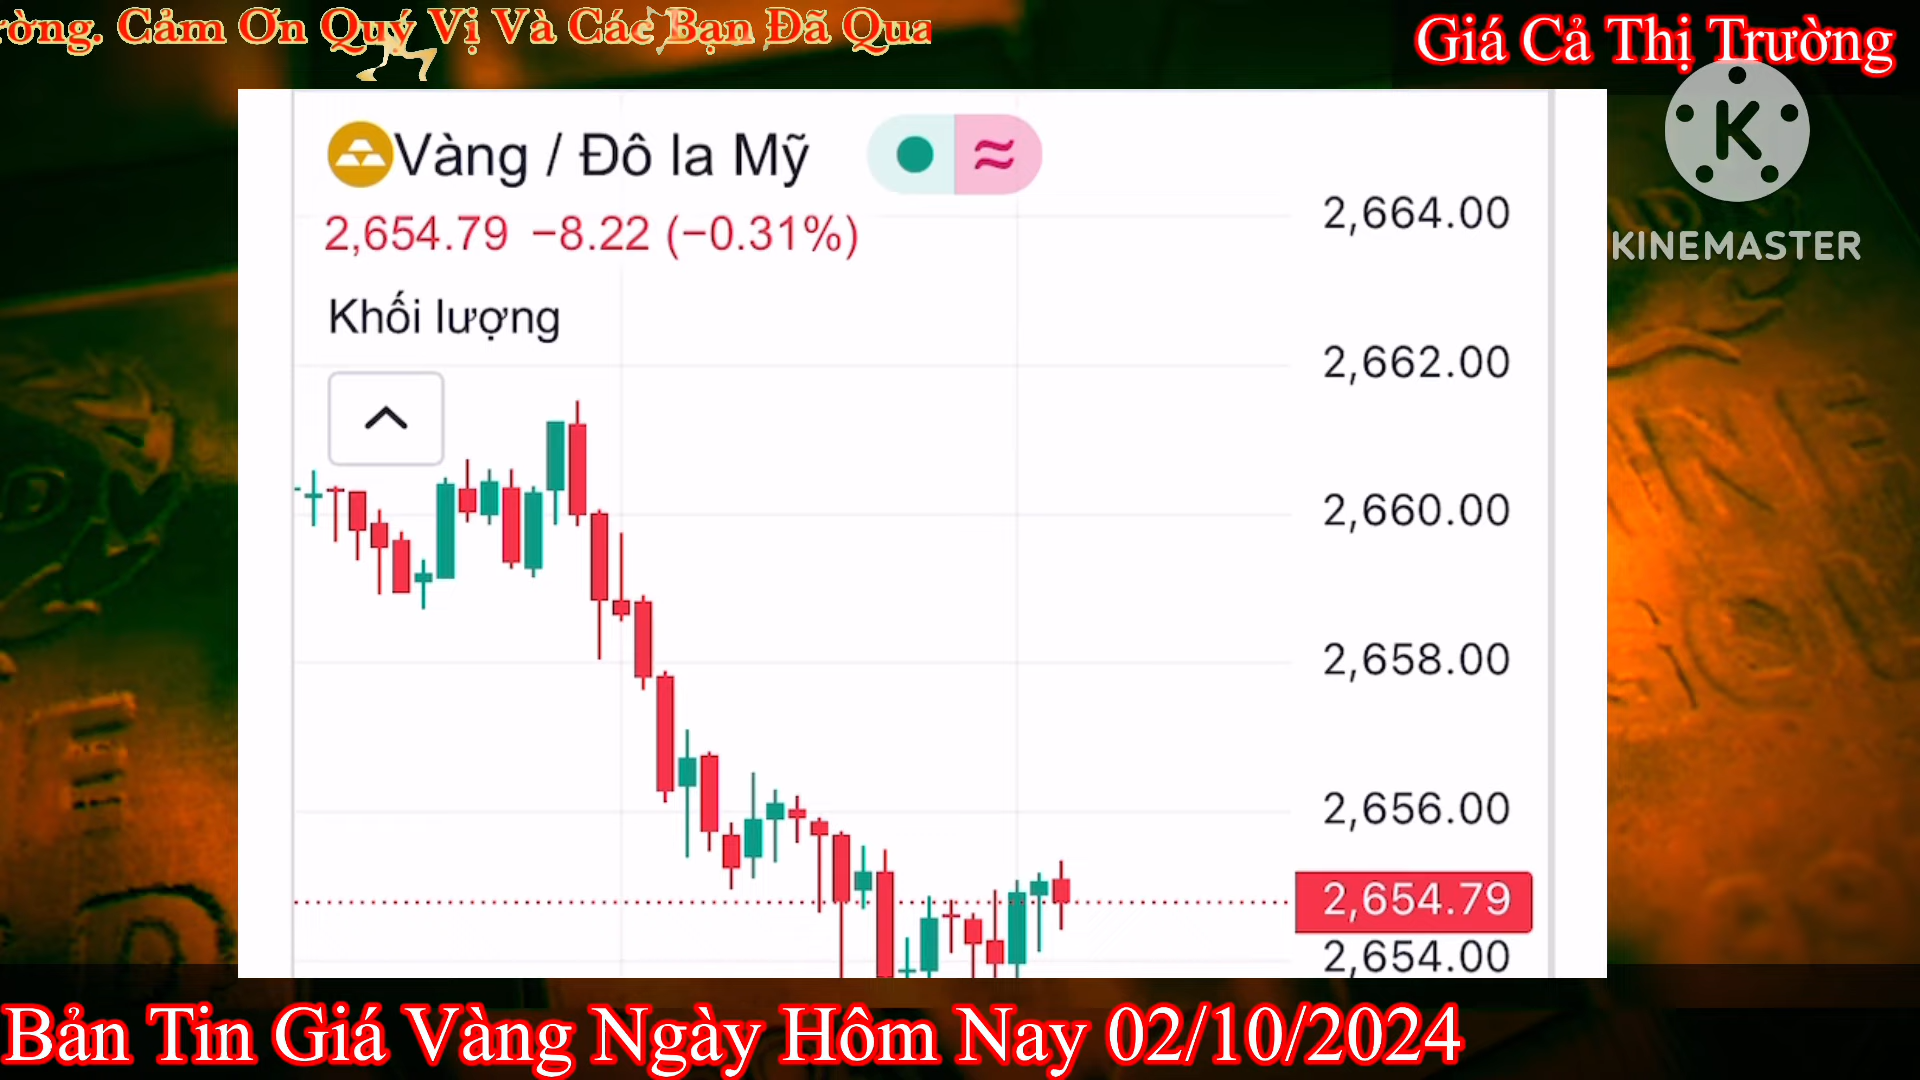 ường. Cảm Ơn Quý Vị Và Các Bạn Đã Qua
Giá Cả Thị Trường
K
KINEMASTER
Vàng / Đô la Mỹ
2,654.79 −8.22 (−0.31%)
Khối lượng
2,664.00
2,662.00
2,660.00
2,658.00
2,656.00
2,654.79
2,654.00
Bản Tin Giá Vàng Ngày Hôm Nay 02/10/2024